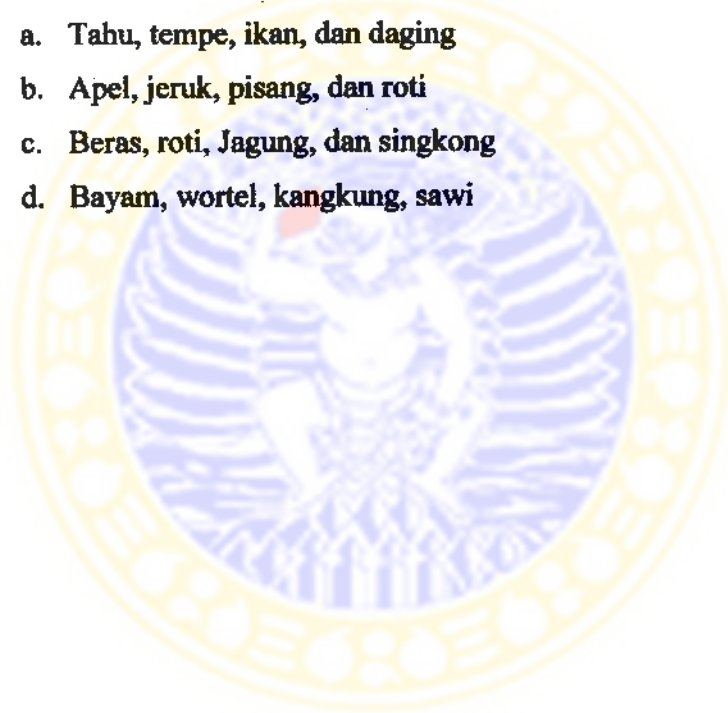 a. Tahu, tempe, ikan, dan daging
b. Apel, jeruk, pisang, dan roti
c. Beras, roti, Jagung, dan singkong
d. Bayam, wortel, kangkung, sawi